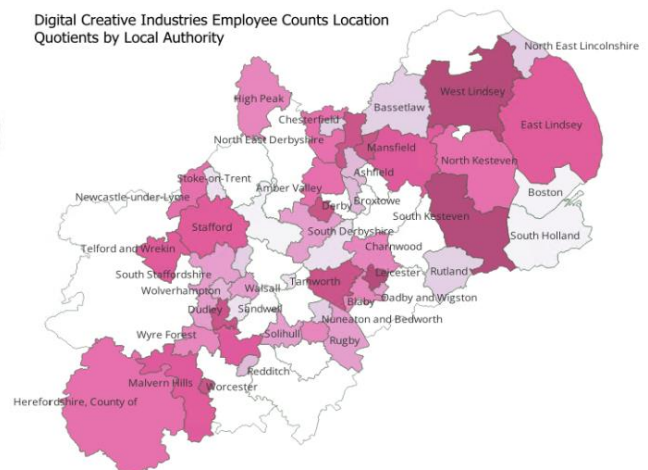 Digital Creative Industries Employee Counts Location
Quotients by Local Authority
North East Lincolnshire
High Peak
West Lindsey
Bassetlaw
Chesterfield
East Lindsey
North East Derbyshire
Mansfield
North Kesteven
Stoke-on-Trent
Ashfield
Amber Valley
Boston
Newcastle-under-Lyme
Derby
Broxtowe
South Kesteven
Stafford
South Derbyshire
South Holland
Telford and Wrekin
Charnwood
South Staffordshire
Leicester
Rutland
Tamworth
Wolverhampton
Walsall
Blaby
Oadby and Wigston
Dudley
Sandwell
Nuneaton and Bedworth
Wyre Forest
Solihull
Rugby
Redditch
Malvern Hills
Worcester
Herefordshire, County of